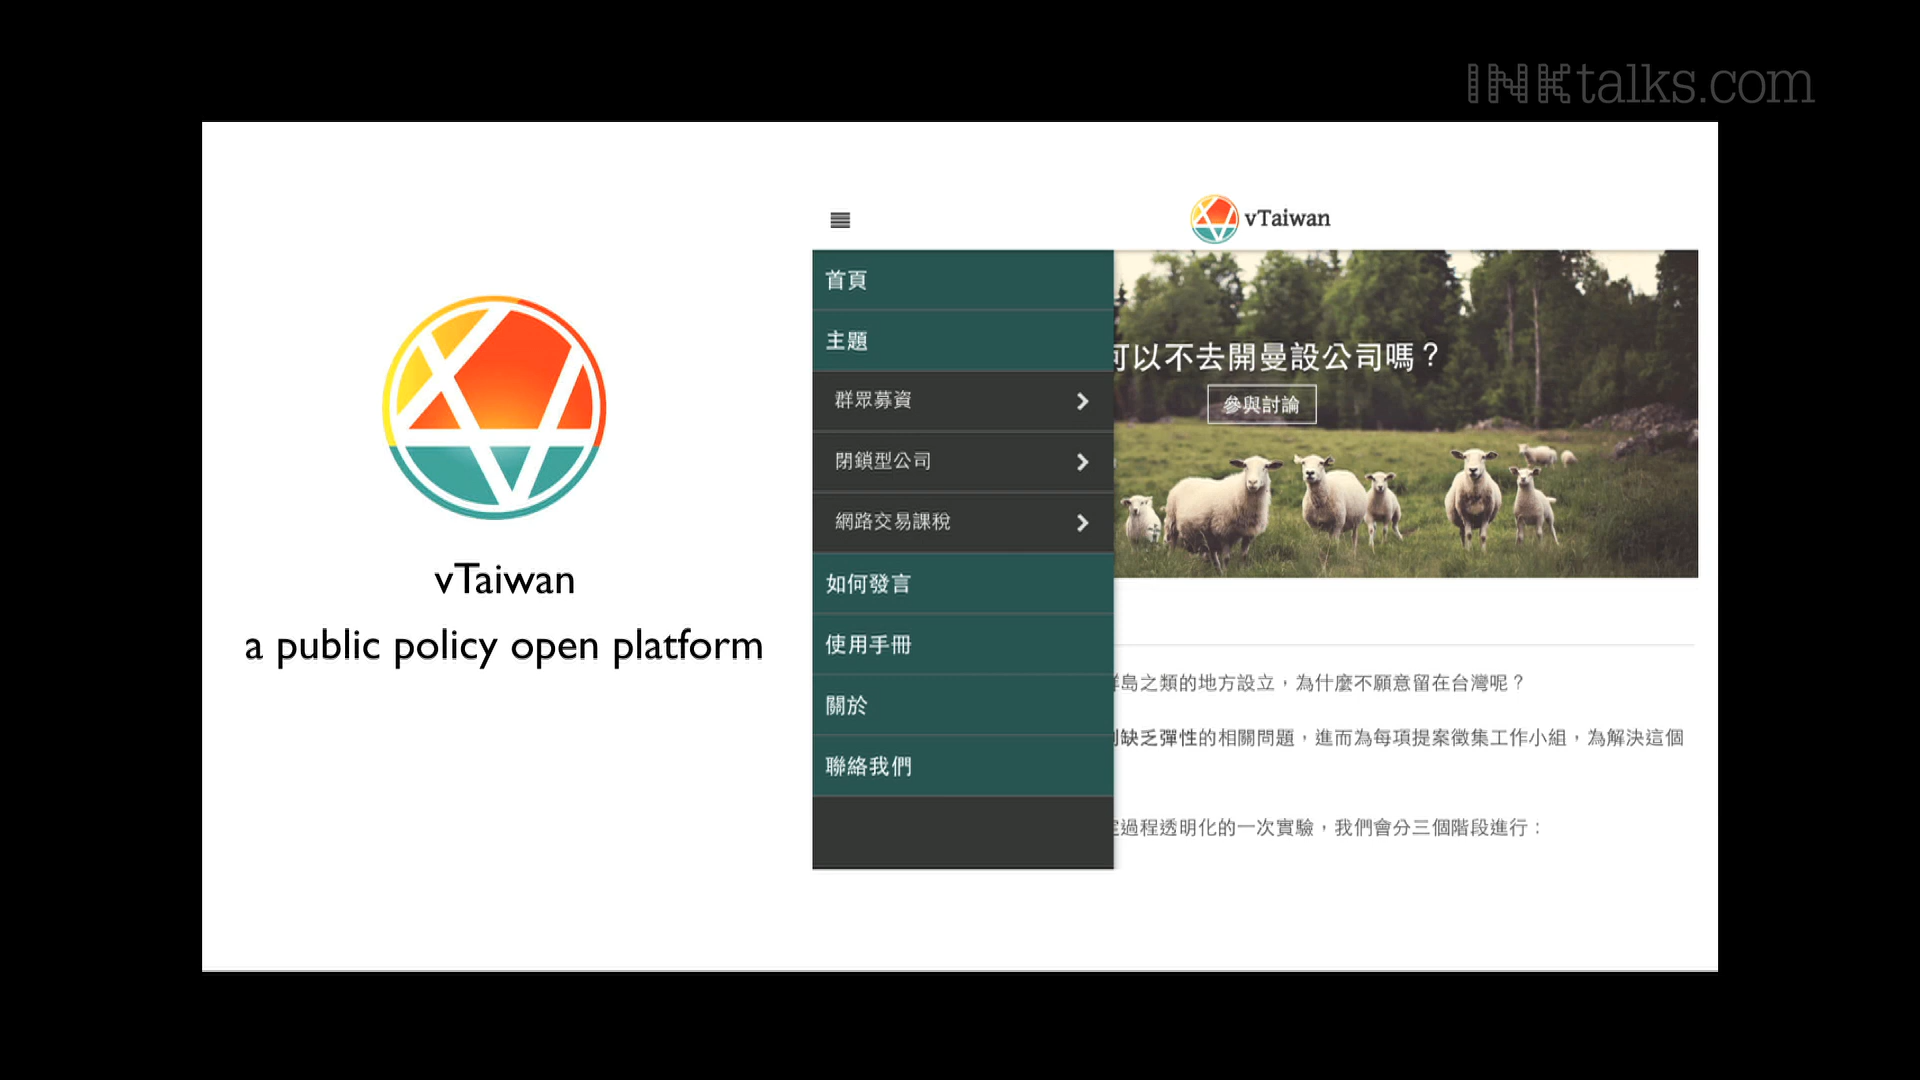 INKtalks.com
vTaiwan
a public policy open platform
vTaiwan
首頁
主題
群眾募資
閉鎖型公司
網路交易課稅
如何發言
使用手冊
關於
聯絡我們
可以不去開曼設公司嗎？
參與討論
島之類的地方設立，為什麼不願意留在台灣呢？
缺乏彈性的相關問題，進而為每項提案徵集工作小組，為解決這個
過程透明化的一次實驗，我們會分三個階段進行：